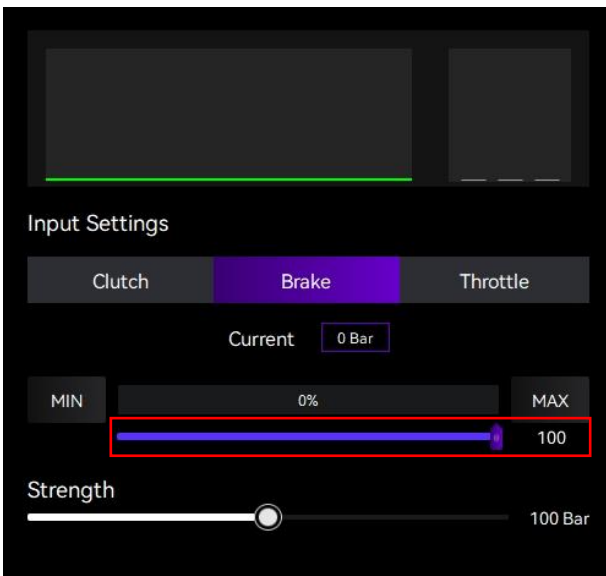 Input Settings
Clutch Brake Throttle
Current 0 Bar
MIN 0% MAX
100
Strength
100 Bar